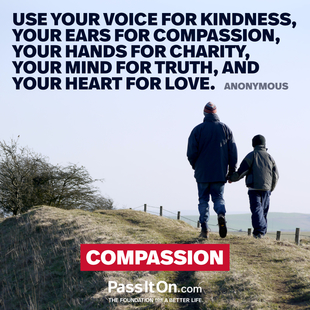 USE YOUR VOICE FOR KINDNESS,
YOUR EARS FOR COMPASSION,
YOUR HANDS FOR CHARITY,
YOUR MIND FOR TRUTH, AND
YOUR HEART FOR LOVE. ANONYMOUS
COMPASSION
PassItOn.com
THE FOUNDATION FOR A BETTER LIFE